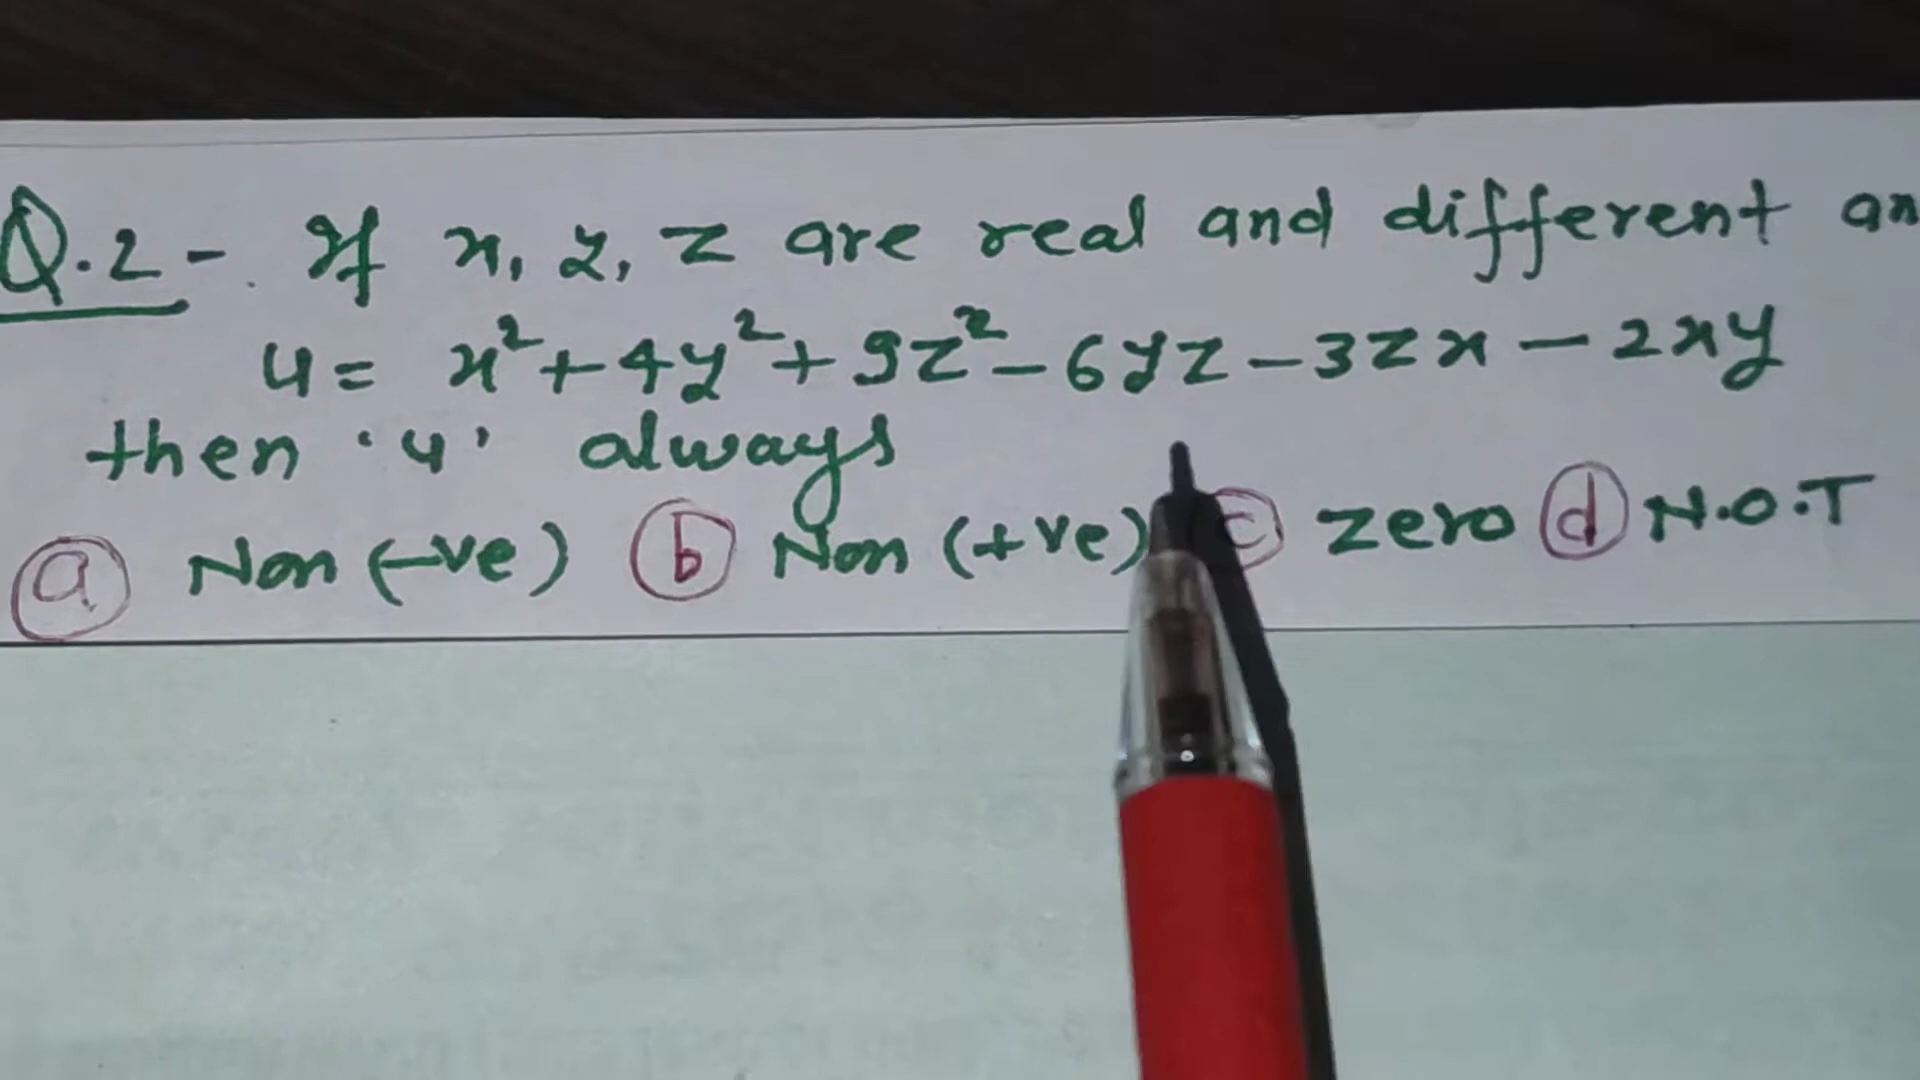 Q.2 - If x, y, z are real and different an
u = x² + 4y² + 9z² - 6yz - 3zx - 2xy
then 'u' always
(a) Non (-ve) (b) Non (+ve) (c) zero (d) N.O.T